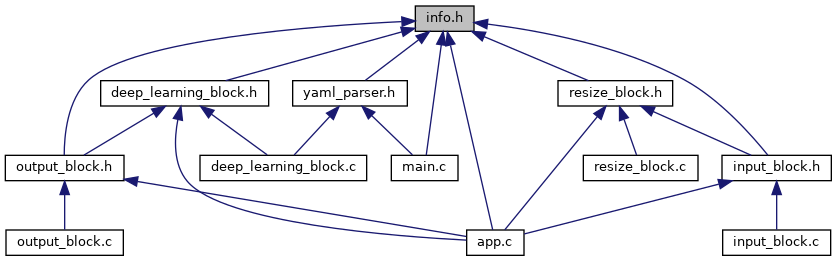 info.h
deep_learning_block.h
yaml_parser.h
resize_block.h
output_block.h
deep_learning_block.c
main.c
resize_block.c
input_block.h
output_block.c
app.c
input_block.c